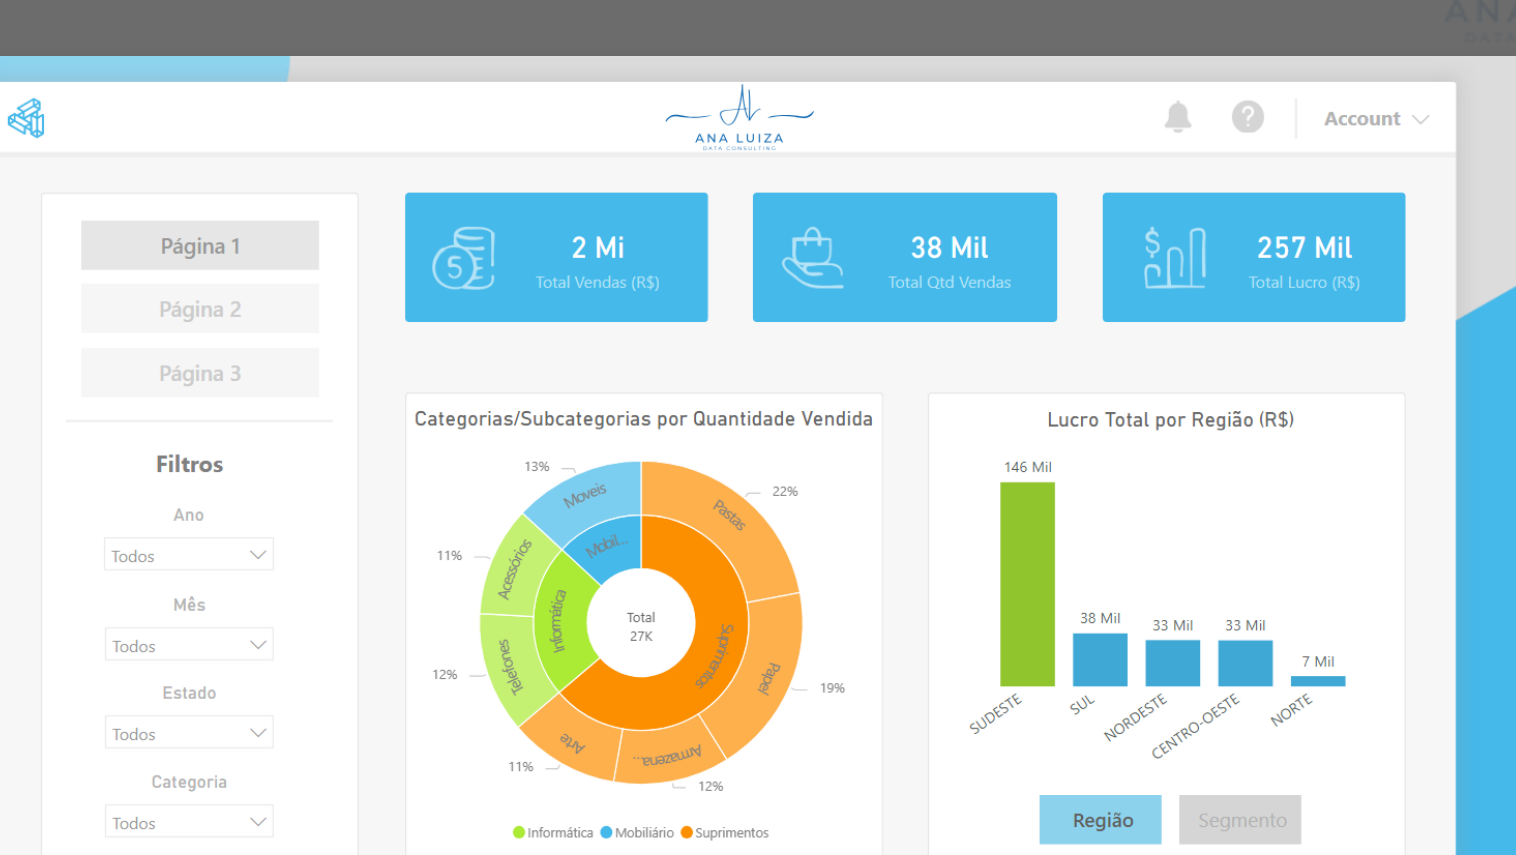 ANA
DATA
ANA LUIZA
DATA CONSULTING
?
Account
Página 1
Página 2
Página 3
Filtros
Ano
Todos
Mês
Todos
Estado
Todos
Categoria
Todos
5
2 Mi
Total Vendas (R$)
38 Mil
Total Qtd Vendas
$
257 Mil
Total Lucro (R$)
Categorias/Subcategorias por Quantidade Vendida
13%
22%
11%
12%
19%
11%
12%
Moveis
Pastas
Acessórios
Mobil...
Informática
Total
27K
Suprimentos
Telefones
Papel
Arte
Armazena...
Informática Mobiliário Suprimentos
Lucro Total por Região (R$)
146 Mil
38 Mil
33 Mil
33 Mil
7 Mil
SUDESTE
SUL
NORDESTE
CENTRO-OESTE
NORTE
Região
Segmento